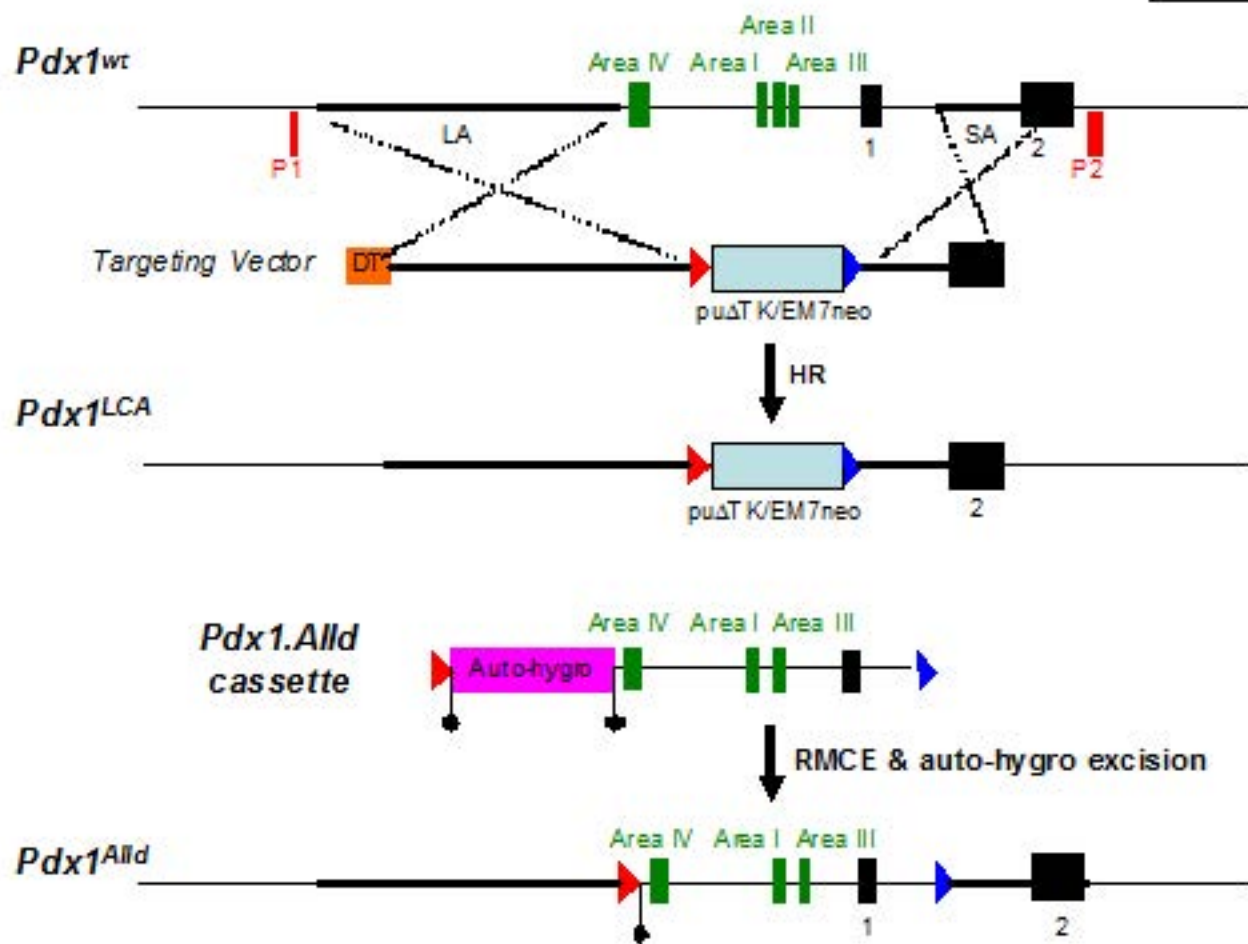 Area II
Pdx1wt
Area IV Area I Area III
LA
1
SA
2
P1
P2
Targeting Vector
DT
puΔTK/EM7neo
HR
Pdx1LCA
puΔTK/EM7neo
2
Area IV Area I Area III
Pdx1.AIId
cassette
Auto-hygro
RMCE & auto-hygro excision
Area IV Area I Area III
Pdx1AIId
1
2